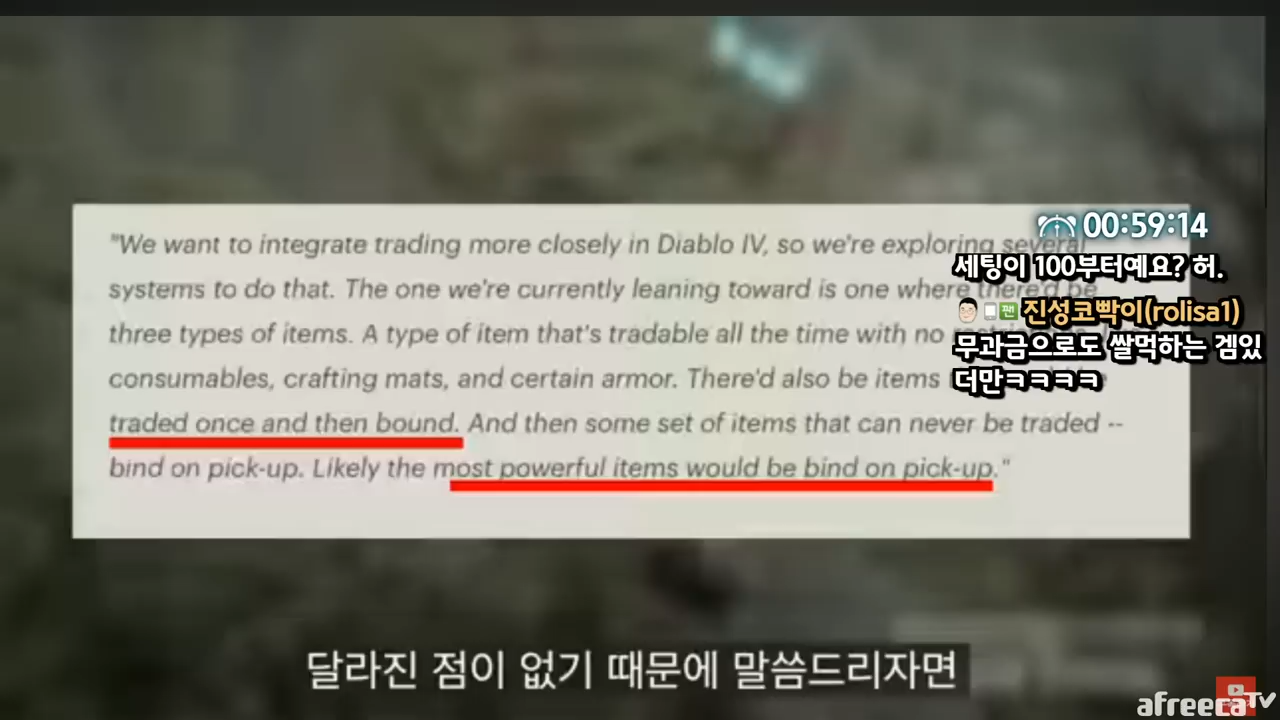 "We want to integrate trading more closely in Diablo IV, so we're exploring several
systems to do that. The one we're currently leaning toward is one where there'd be
three types of items. A type of item that's tradable all the time with no
consumables, crafting mats, and certain armor. There'd also be items
traded once and then bound. And then some set of items that can never be traded --
bind on pick-up. Likely the most powerful items would be bind on pick-up."
00:59:14
세팅이 100부터예요? 허.
팬 진성코빡이(rolisa1)
무과금으로도 쌀먹하는 겜있
더만ㅋㅋㅋㅋ
달라진 점이 없기 때문에 말씀드리자면
afreecaTV